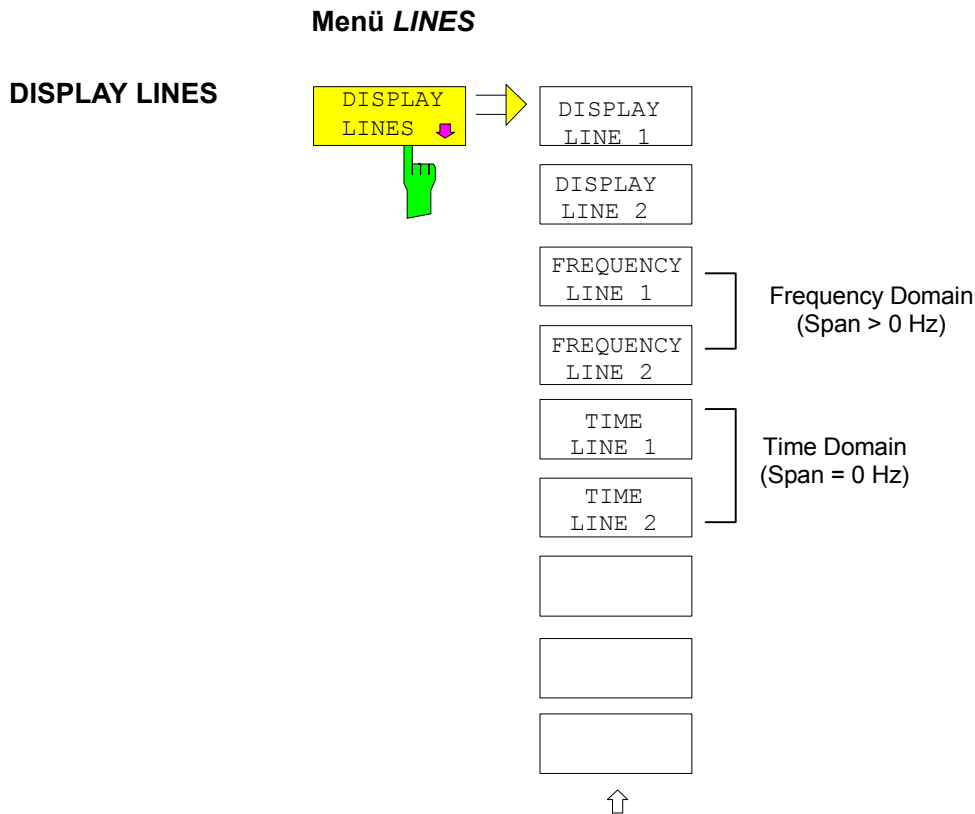 Menü LINES
DISPLAY LINES
DISPLAY
LINES
DISPLAY
LINE 1
DISPLAY
LINE 2
FREQUENCY
LINE 1
FREQUENCY
LINE 2
Frequency Domain
(Span > 0 Hz)
TIME
LINE 1
TIME
LINE 2
Time Domain
(Span = 0 Hz)